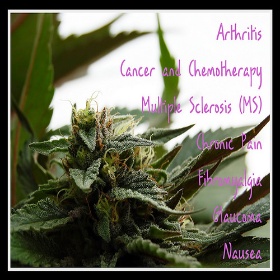 Arthritis
Cancer and Chemotherapy
Multiple Sclerosis (MS)
Chronic Pain
Fibromyalgia
Glaucoma
Nausea